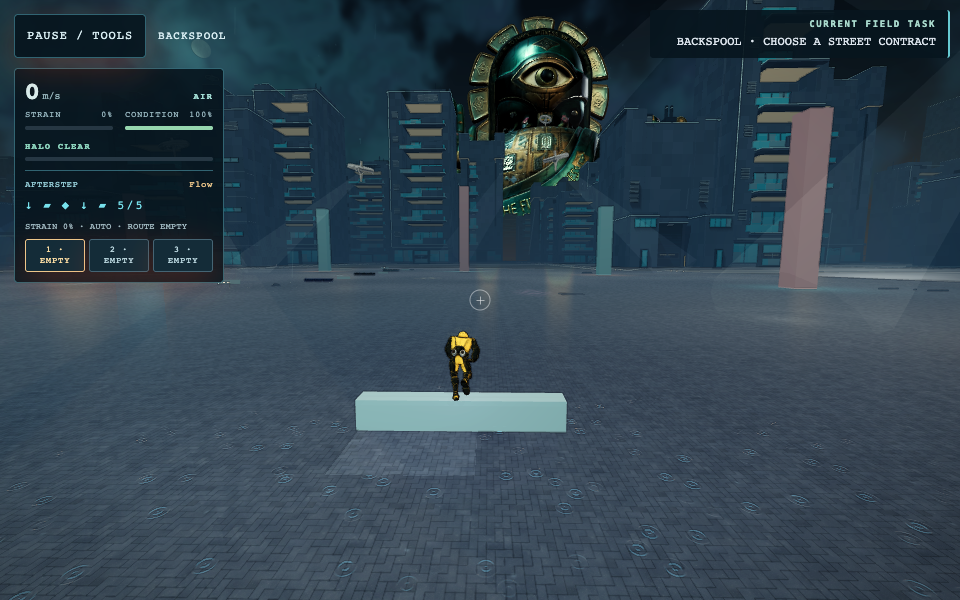 PAUSE / TOOLS
BACKSPOOL
CURRENT FIELD TASK
BACKSPOOL · CHOOSE A STREET CONTRACT
0 m/s
AIR
STRAIN 0%
CONDITION 100%
HALO CLEAR
AFTERSTEP
Flow
5/5
STRAIN 0% · AUTO · ROUTE EMPTY
1 · EMPTY
2 · EMPTY
3 · EMPTY